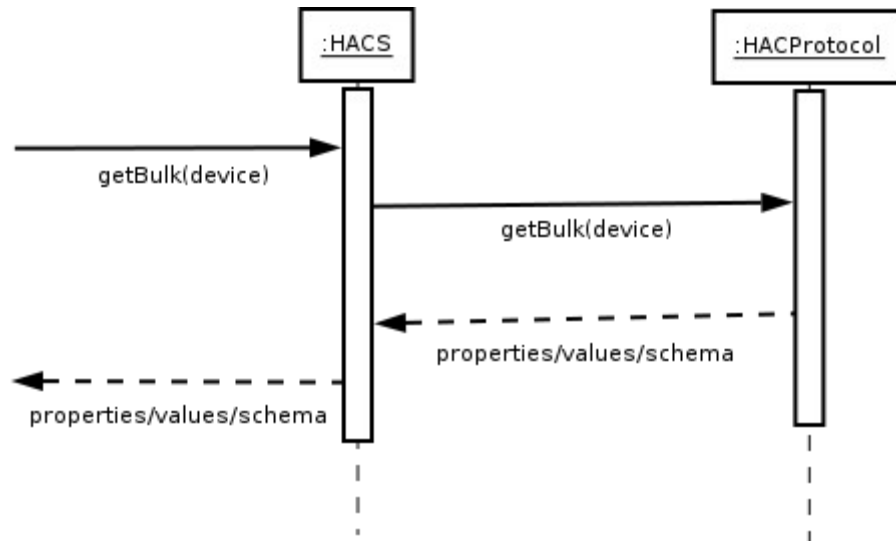 :HACS
:HACProtocol
getBulk(device)
getBulk(device)
properties/values/schema
properties/values/schema